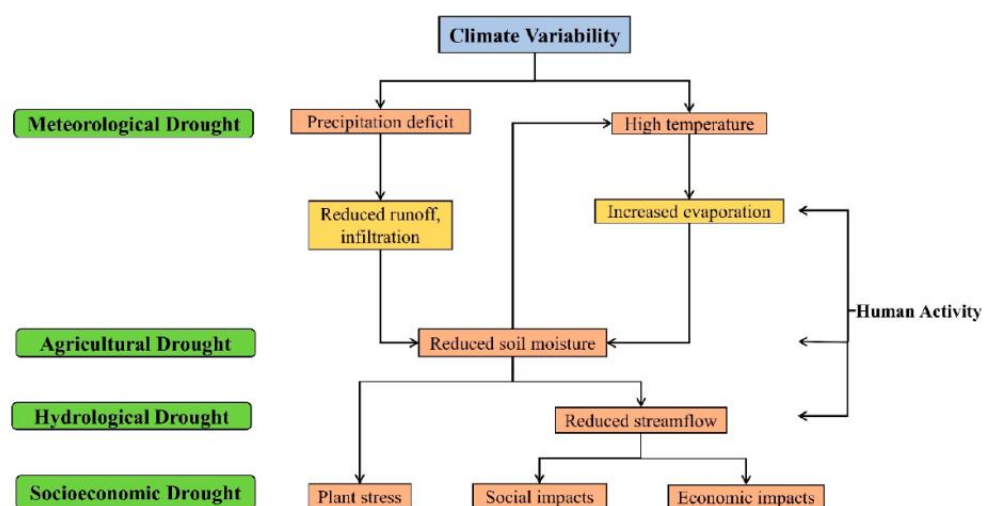 Climate Variability
Meteorological Drought
Precipitation deficit
High temperature
Reduced runoff,
infiltration
Increased evaporation
Human Activity
Agricultural Drought
Reduced soil moisture
Hydrological Drought
Reduced streamflow
Socioeconomic Drought
Plant stress
Social impacts
Economic impacts